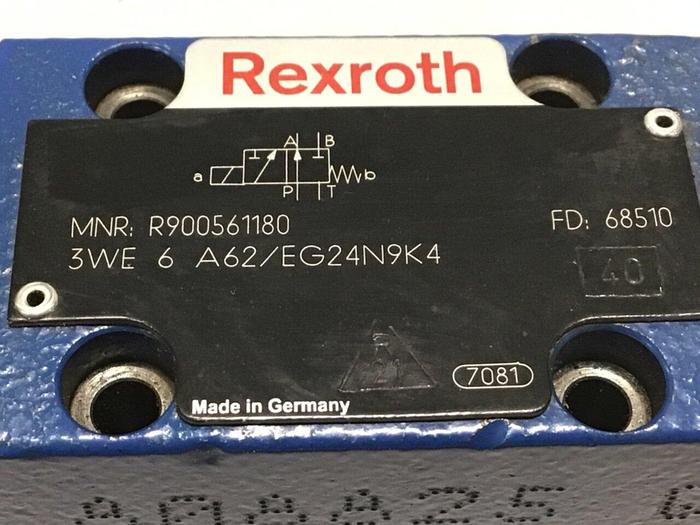 Rexroth
A B
a b
P T
MNR: R900561180 FD: 68510
3WE 6 A62/EG24N9K4
40
7081
Made in Germany